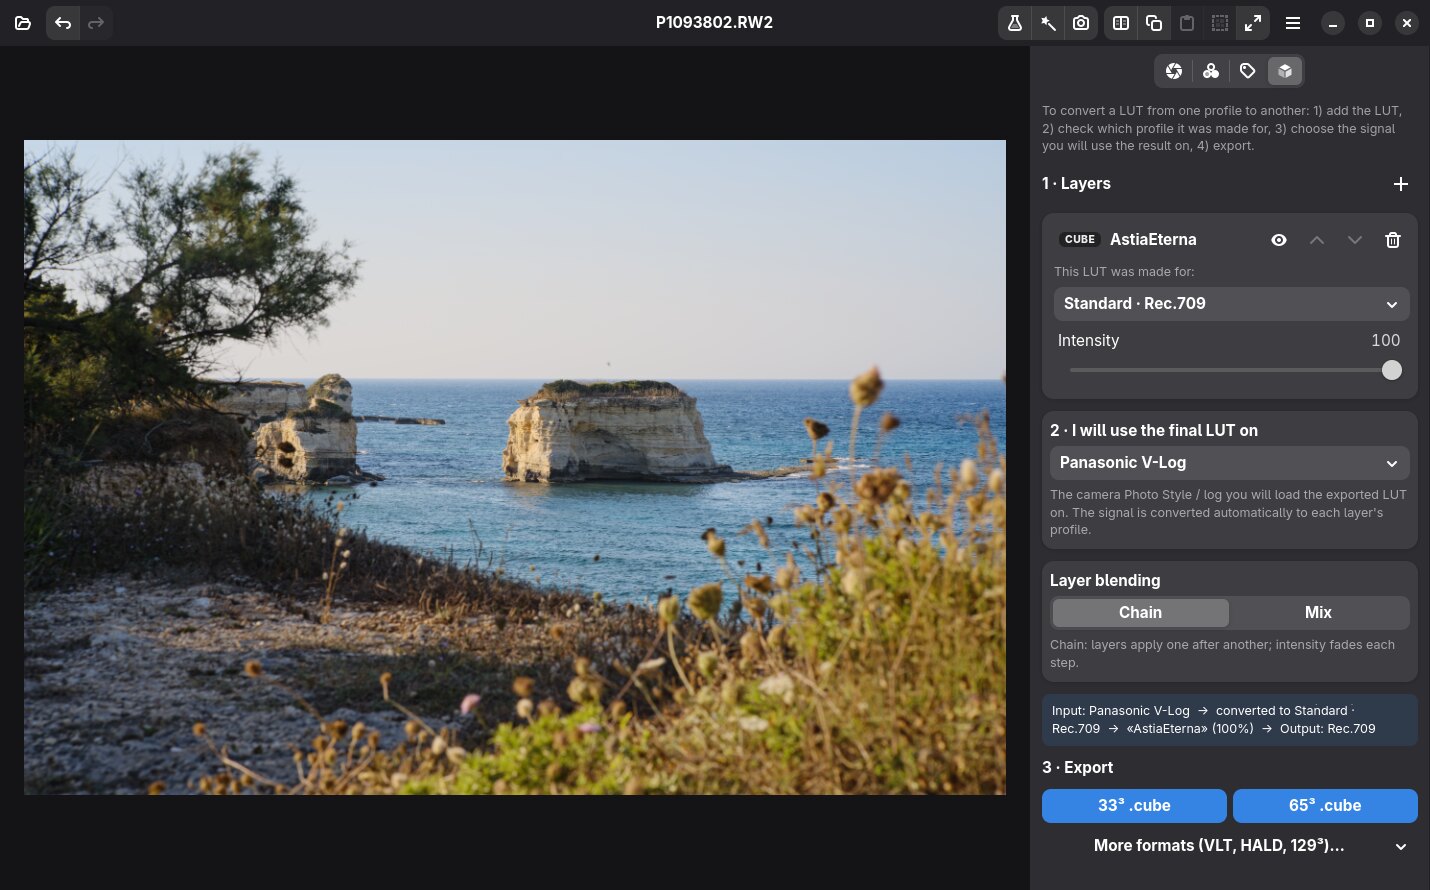 P1093802.RW2
To convert a LUT from one profile to another: 1) add the LUT,
2) check which profile it was made for, 3) choose the signal
you will use the result on, 4) export.
1 · Layers
CUBE AstiaEterna
This LUT was made for:
Standard · Rec.709
Intensity 100
2 · I will use the final LUT on
Panasonic V-Log
The camera Photo Style / log you will load the exported LUT
on. The signal is converted automatically to each layer's
profile.
Layer blending
Chain Mix
Chain: layers apply one after another; intensity fades each
step.
Input: Panasonic V-Log → converted to Standard ·
Rec.709 → «AstiaEterna» (100%) → Output: Rec.709
3 · Export
33³ .cube 65³ .cube
More formats (VLT, HALD, 129³)...